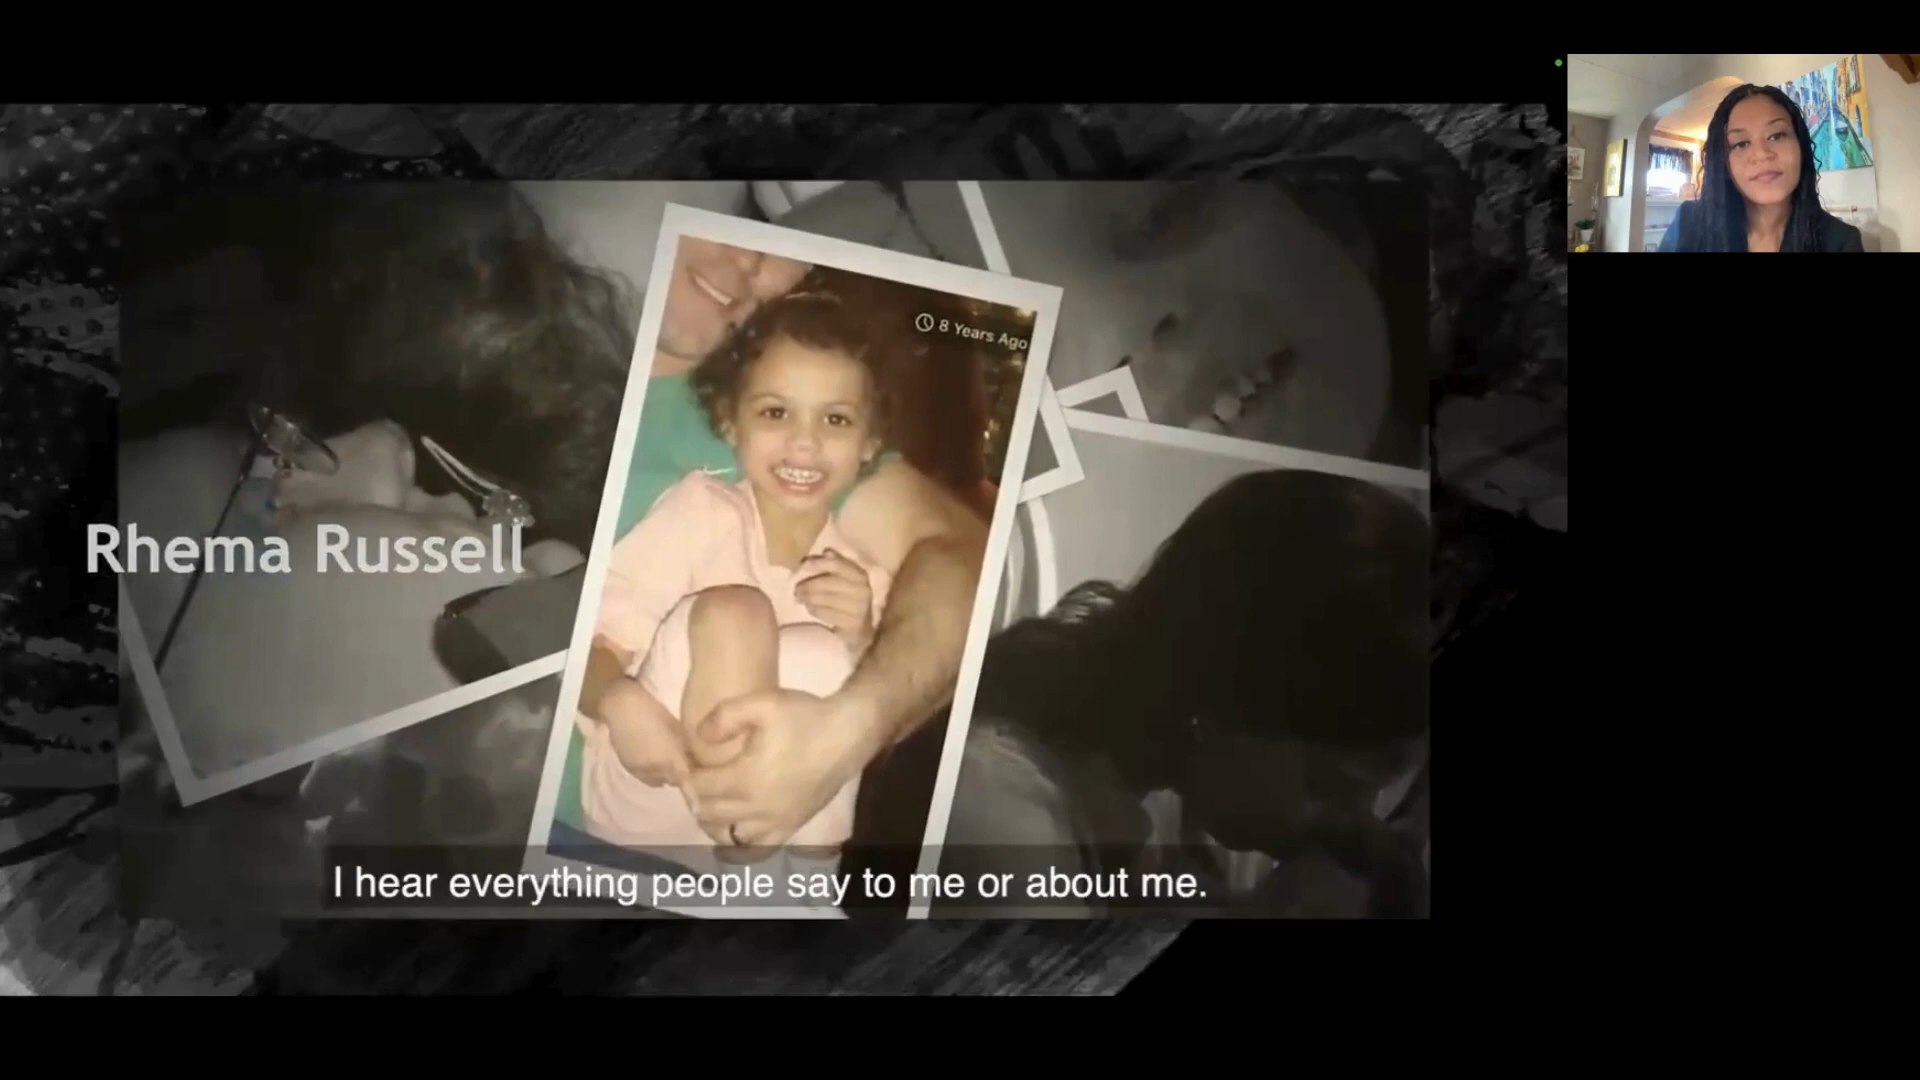 8 Years Ago
Rhema Russell
I hear everything people say to me or about me.